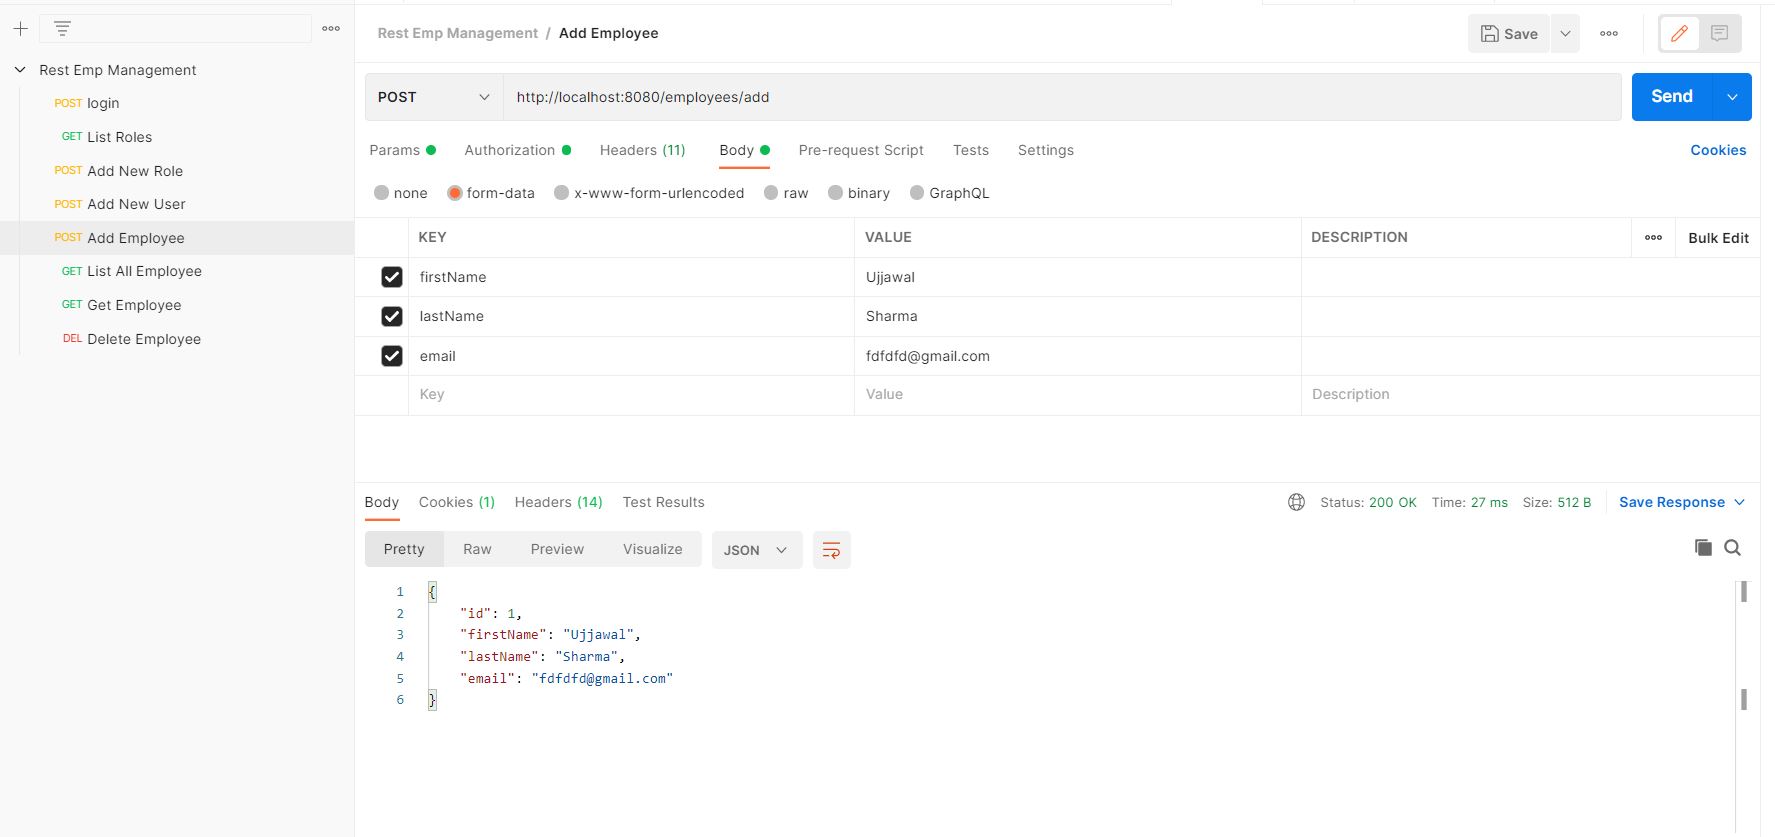 Rest Emp Management / Add Employee
Save
Rest Emp Management
POST login
GET List Roles
POST Add New Role
POST Add New User
POST Add Employee
GET List All Employee
GET Get Employee
DEL Delete Employee
POST http://localhost:8080/employees/add Send
Params Authorization Headers (11) Body Pre-request Script Tests Settings Cookies
none form-data x-www-form-urlencoded raw binary GraphQL
KEY VALUE DESCRIPTION Bulk Edit
firstName Ujjawal
lastName Sharma
email fdfdfd@gmail.com
Key Value Description
Body Cookies (1) Headers (14) Test Results Status: 200 OK Time: 27 ms Size: 512 B Save Response
Pretty Raw Preview Visualize JSON
1 {
2 "id": 1,
3 "firstName": "Ujjawal",
4 "lastName": "Sharma",
5 "email": "fdfdfd@gmail.com"
6 }